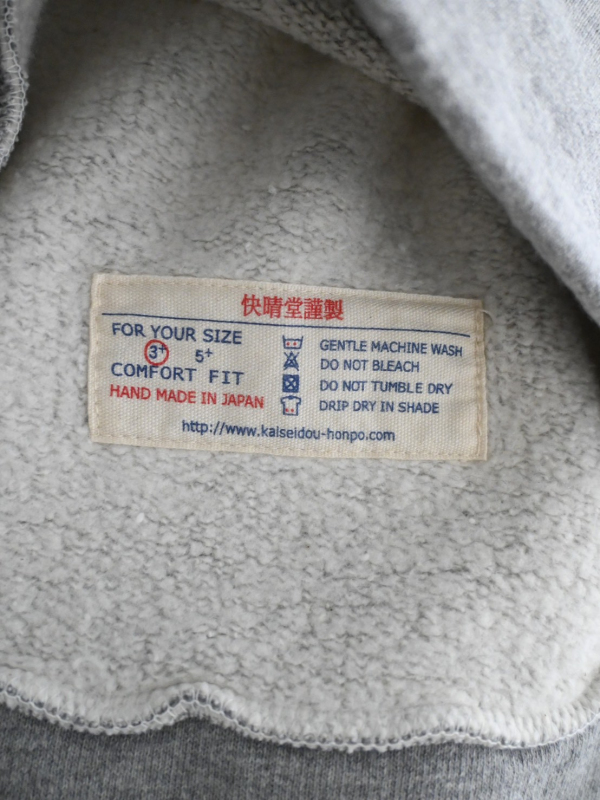 快晴堂謹製
FOR YOUR SIZE
3+ 5+
COMFORT FIT
HAND MADE IN JAPAN
GENTLE MACHINE WASH
DO NOT BLEACH
DO NOT TUMBLE DRY
DRIP DRY IN SHADE
http://www.kaiseidou-honpo.com